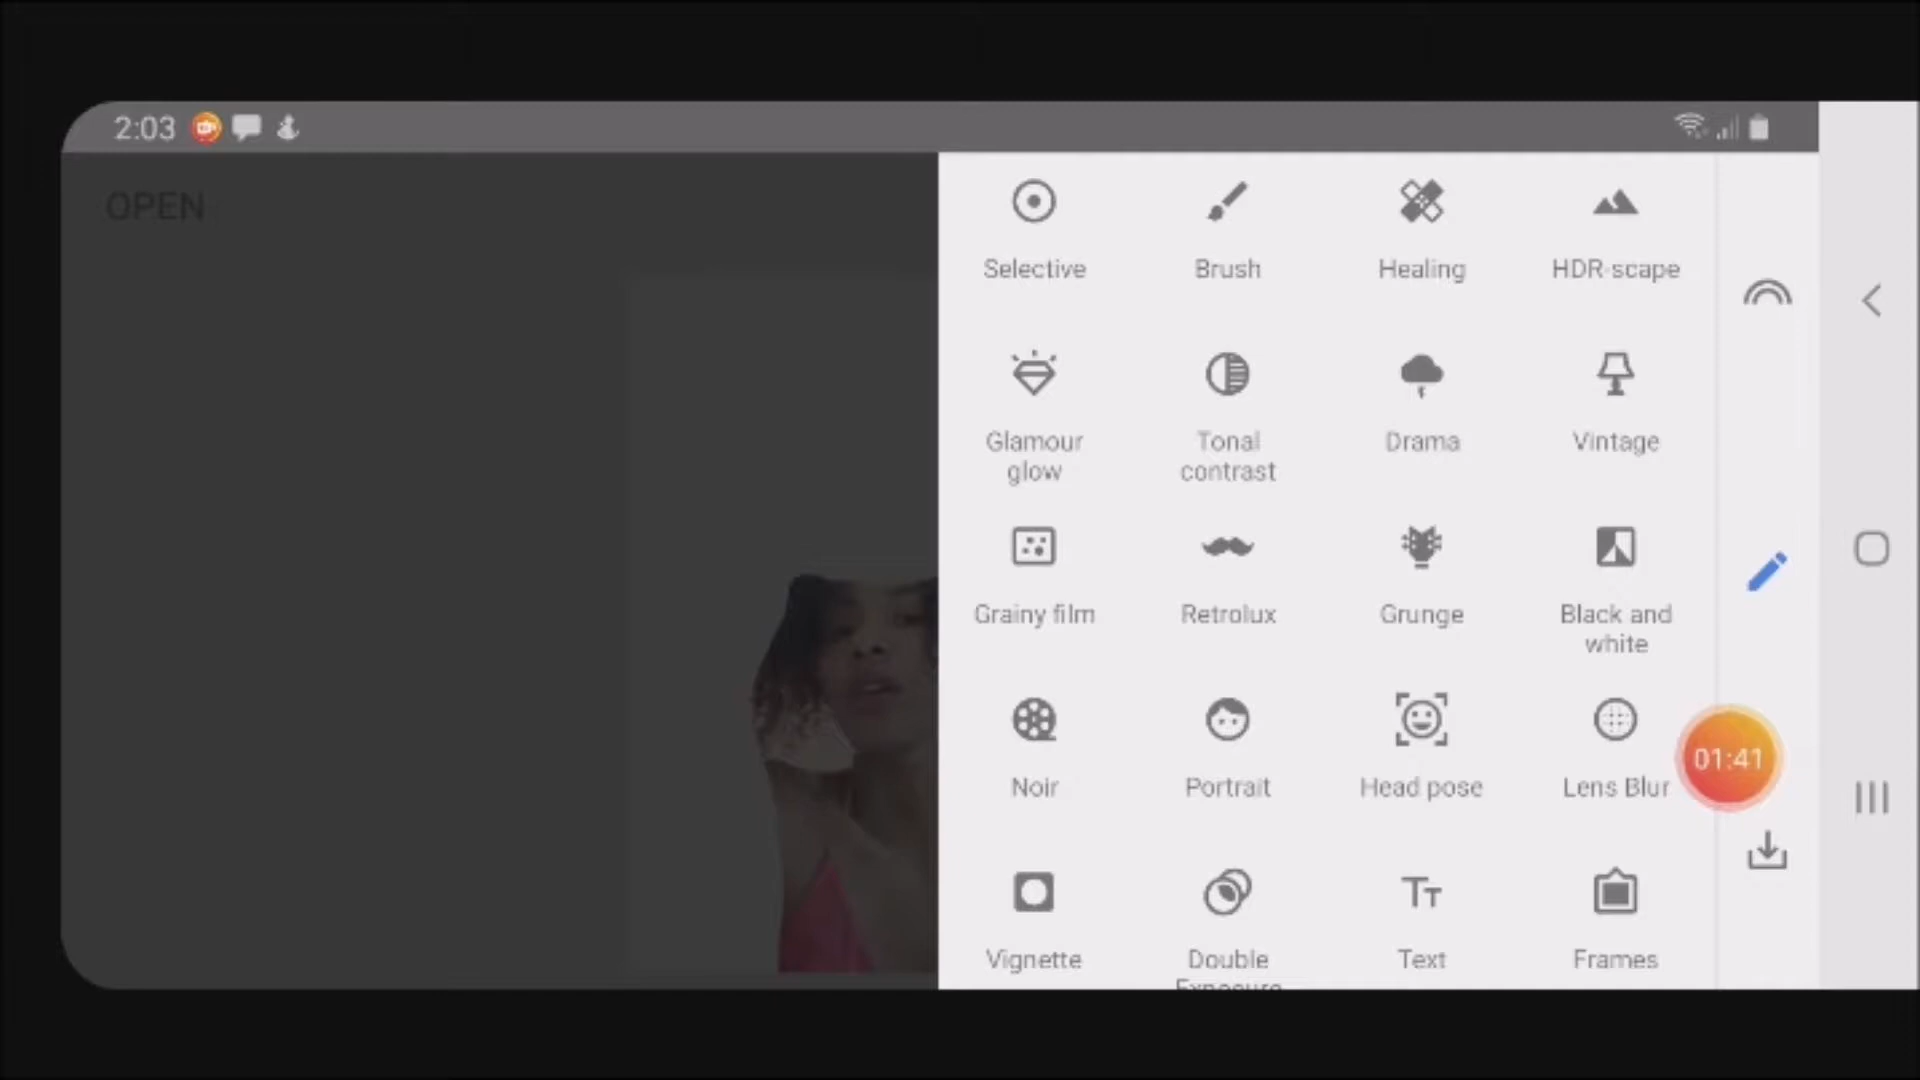 2:03
OPEN
Selective
Brush
Healing
HDR-scape
Glamour
glow
Tonal
contrast
Drama
Vintage
Grainy film
Retrolux
Grunge
Black and
white
Noir
Portrait
Head pose
Lens Blur
01:41
Vignette
Double
Exposure
Text
Frames